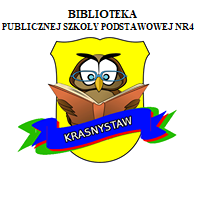 BIBLIOTEKA
PUBLICZNEJ SZKOŁY PODSTAWOWEJ NR4
KRASNYSTAW